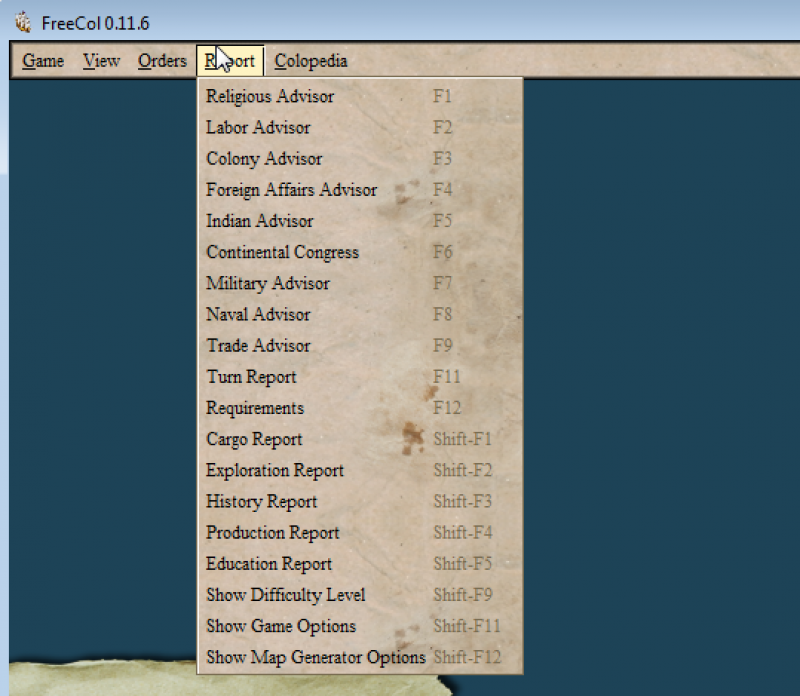 FreeCol 0.11.6
Game View Orders Report Colopedia
Religious Advisor F1
Labor Advisor F2
Colony Advisor F3
Foreign Affairs Advisor F4
Indian Advisor F5
Continental Congress F6
Military Advisor F7
Naval Advisor F8
Trade Advisor F9
Turn Report F11
Requirements F12
Cargo Report Shift-F1
Exploration Report Shift-F2
History Report Shift-F3
Production Report Shift-F4
Education Report Shift-F5
Show Difficulty Level Shift-F9
Show Game Options Shift-F11
Show Map Generator Options Shift-F12